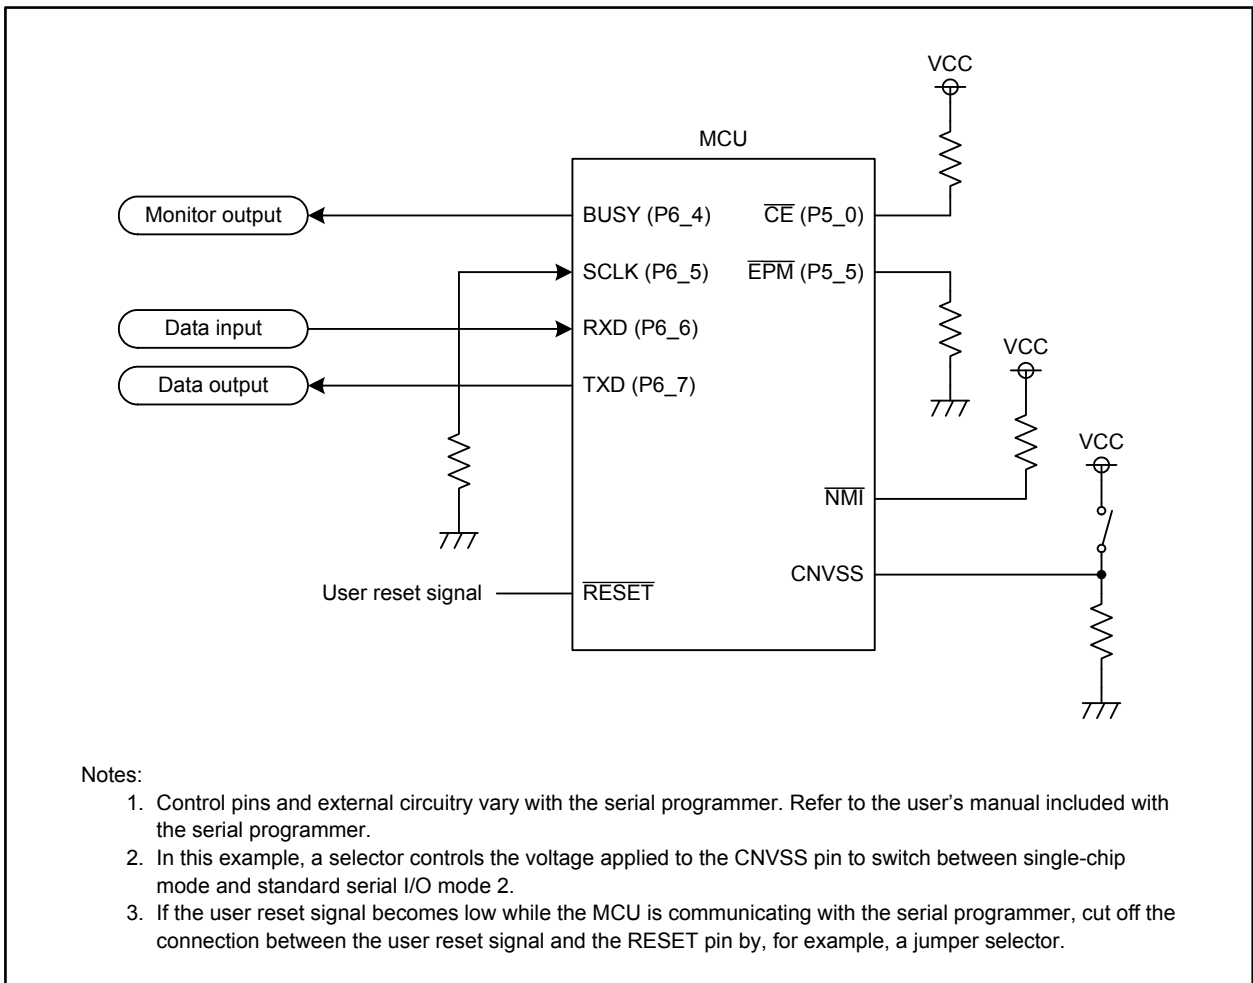 VCC
MCU
Monitor output
BUSY (P6_4)
CE (P5_0)
SCLK (P6_5)
EPM (P5_5)
Data input
RXD (P6_6)
VCC
Data output
TXD (P6_7)
VCC
NMI
CNVSS
User reset signal
RESET
Notes:
1. Control pins and external circuitry vary with the serial programmer. Refer to the user’s manual included with
the serial programmer.
2. In this example, a selector controls the voltage applied to the CNVSS pin to switch between single-chip
mode and standard serial I/O mode 2.
3. If the user reset signal becomes low while the MCU is communicating with the serial programmer, cut off the
connection between the user reset signal and the RESET pin by, for example, a jumper selector.